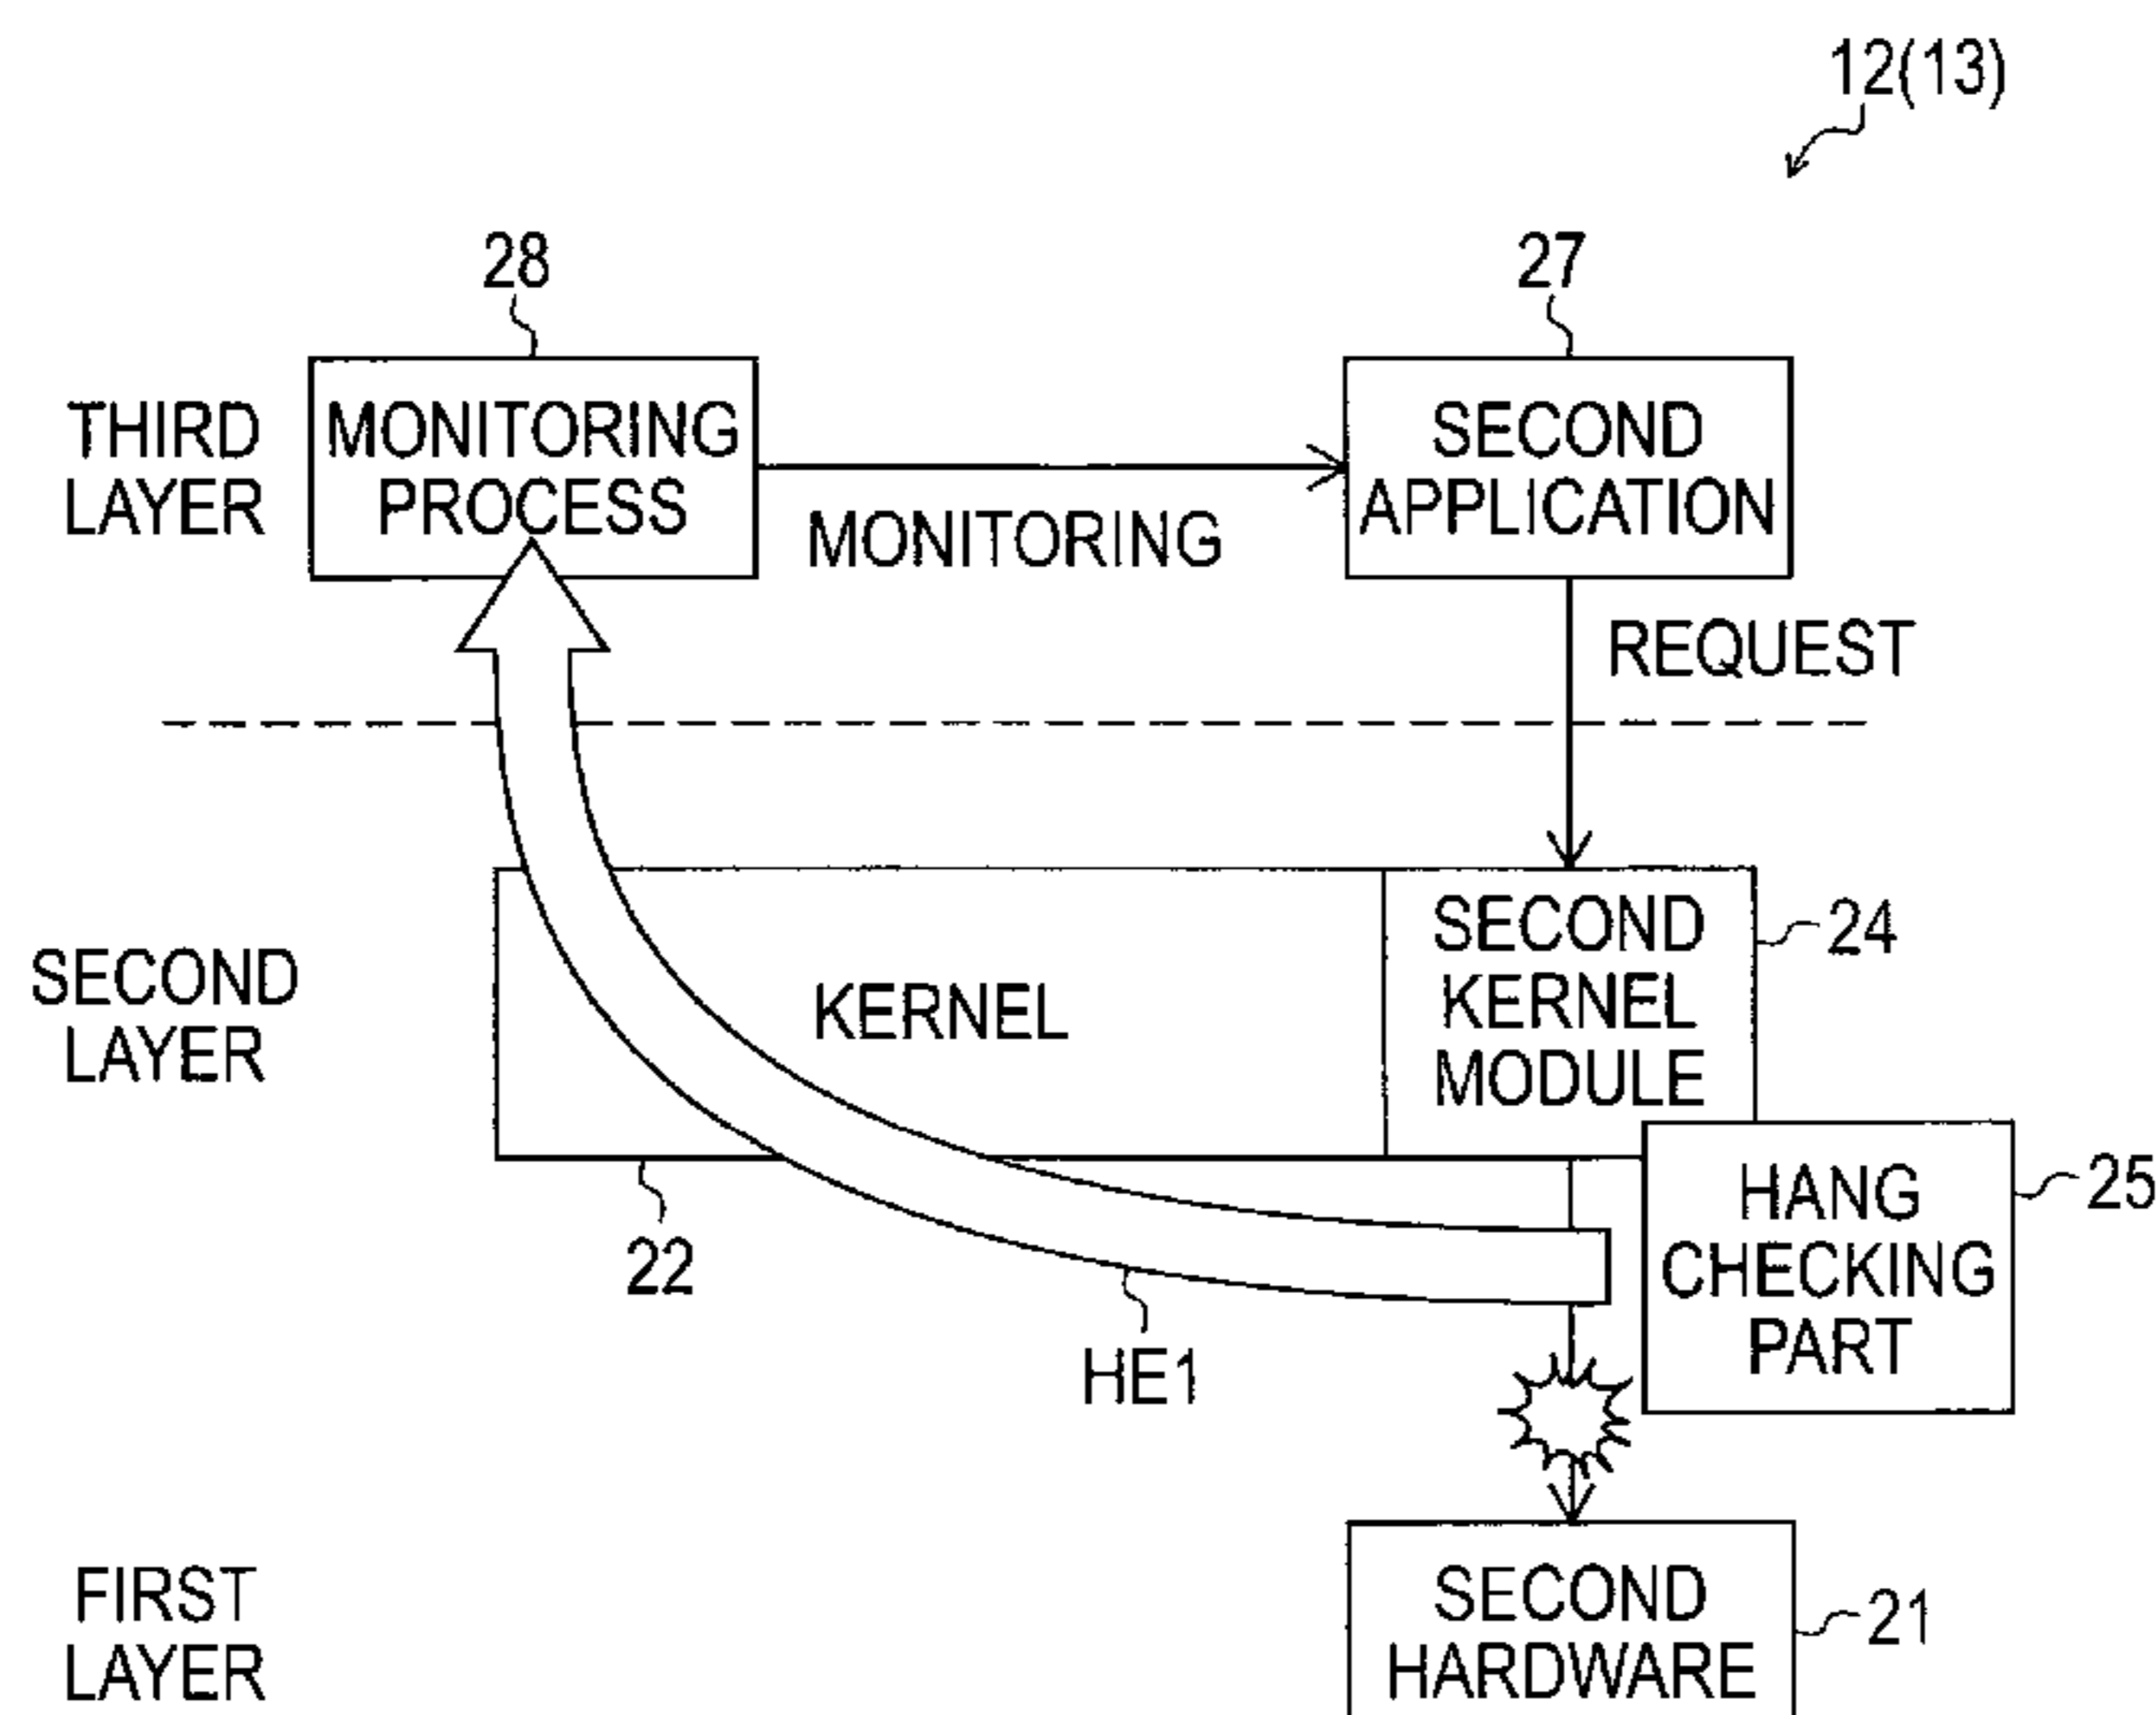 12(13)
28
27
THIRD
LAYER
MONITORING
PROCESS
MONITORING
SECOND
APPLICATION
REQUEST
SECOND
LAYER
KERNEL
SECOND
KERNEL
MODULE
24
22
HANG
CHECKING
PART
25
HE1
FIRST
LAYER
SECOND
HARDWARE
21